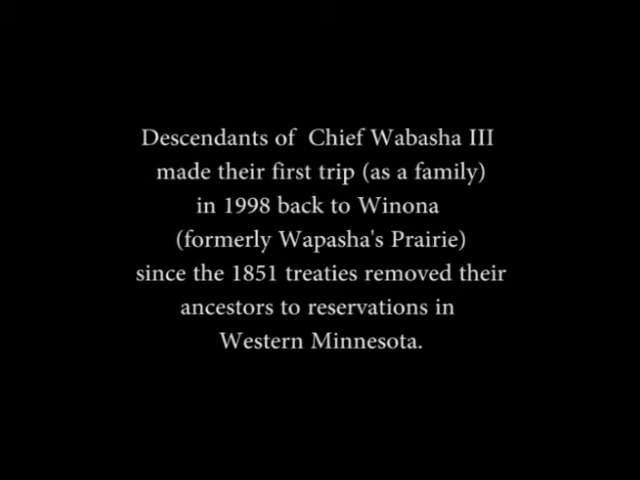 Descendants of  Chief Wabasha III
made their first trip (as a family)
in 1998 back to Winona
(formerly Wapasha's Prairie)
since the 1851 treaties removed their
ancestors to reservations in
Western Minnesota.